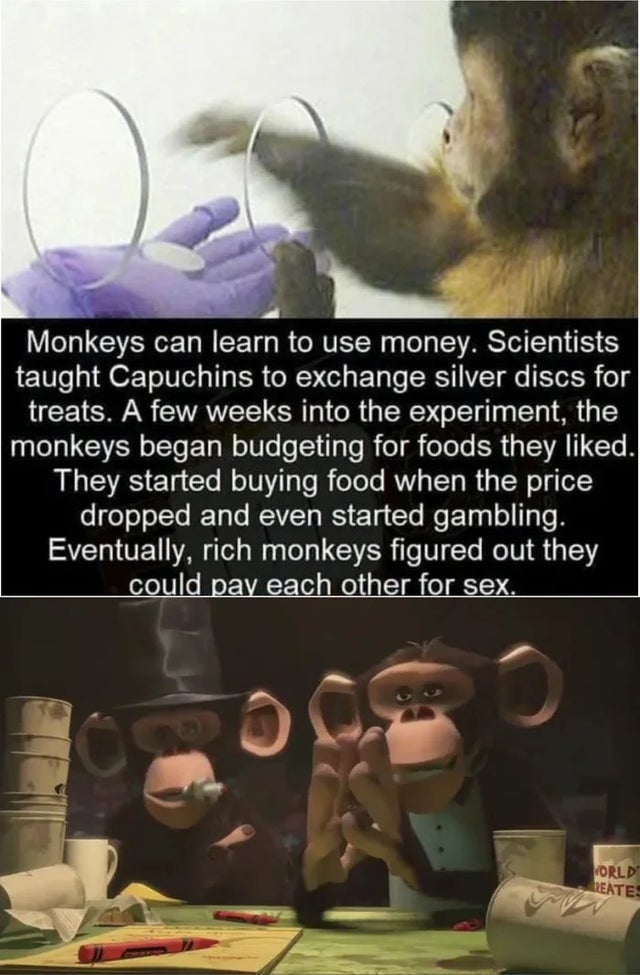 Monkeys can learn to use money. Scientists
taught Capuchins to exchange silver discs for
treats. A few weeks into the experiment, the
monkeys began budgeting for foods they liked.
They started buying food when the price
dropped and even started gambling.
Eventually, rich monkeys figured out they
could pay each other for sex.
WORLD'
REATES